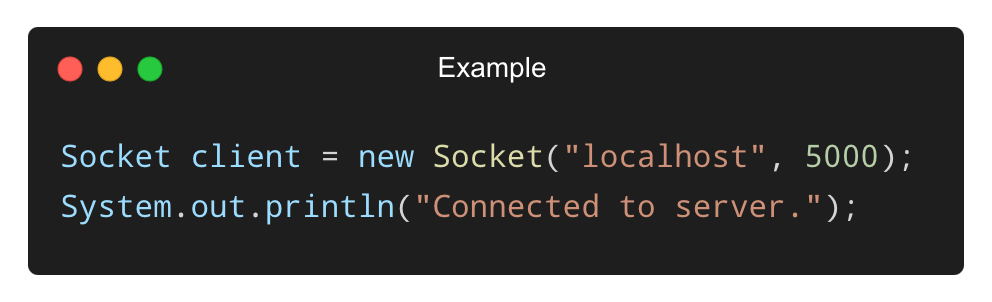 Example
Socket client = new Socket("localhost", 5000);
System.out.println("Connected to server.");